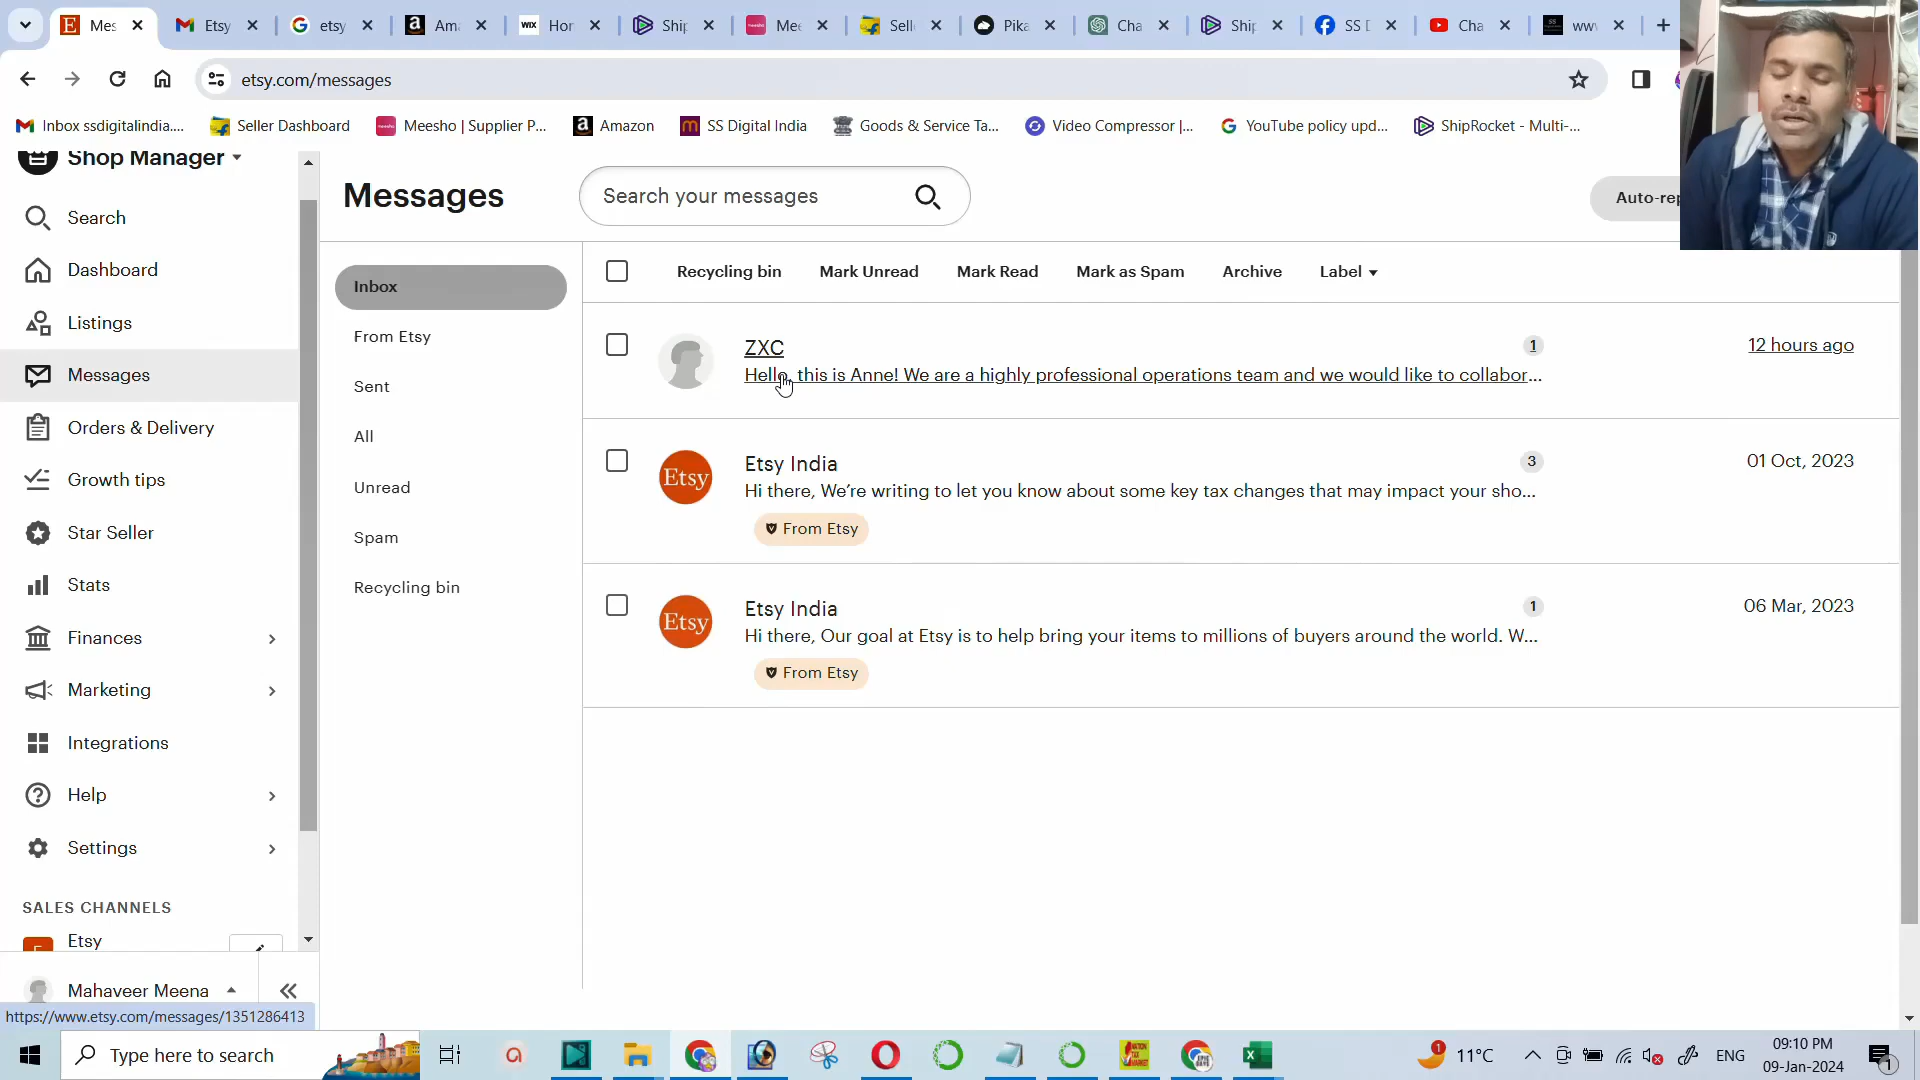 Mes
Etsy
etsy
Am
WIX
Hor
Ship
Mee
Selle
Pika
Cha
Ship
SS D
Cha
ww
etsy.com/messages
Inbox ssdigitalindia....
Seller Dashboard
Meesho | Supplier P...
Amazon
SS Digital India
Goods & Service Ta...
Video Compressor |...
YouTube policy upd...
ShipRocket - Multi-...
Shop Manager
Search
Dashboard
Listings
Messages
Orders & Delivery
Growth tips
Star Seller
Stats
Finances
Marketing
Integrations
Help
Settings
SALES CHANNELS
Etsy
Mahaveer Meena
https://www.etsy.com/messages/1351286413
Messages
Search your messages
Auto-rep
Inbox
From Etsy
Sent
All
Unread
Spam
Recycling bin
Recycling bin
Mark Unread
Mark Read
Mark as Spam
Archive
Label
ZXC
1
12 hours ago
Hello, this is Anne! We are a highly professional operations team and we would like to collabor...
Etsy
Etsy India
3
01 Oct, 2023
Hi there, We’re writing to let you know about some key tax changes that may impact your sho...
From Etsy
Etsy
Etsy India
1
06 Mar, 2023
Hi there, Our goal at Etsy is to help bring your items to millions of buyers around the world. W...
From Etsy
Type here to search
11°C
ENG
09:10 PM
09-Jan-2024
1